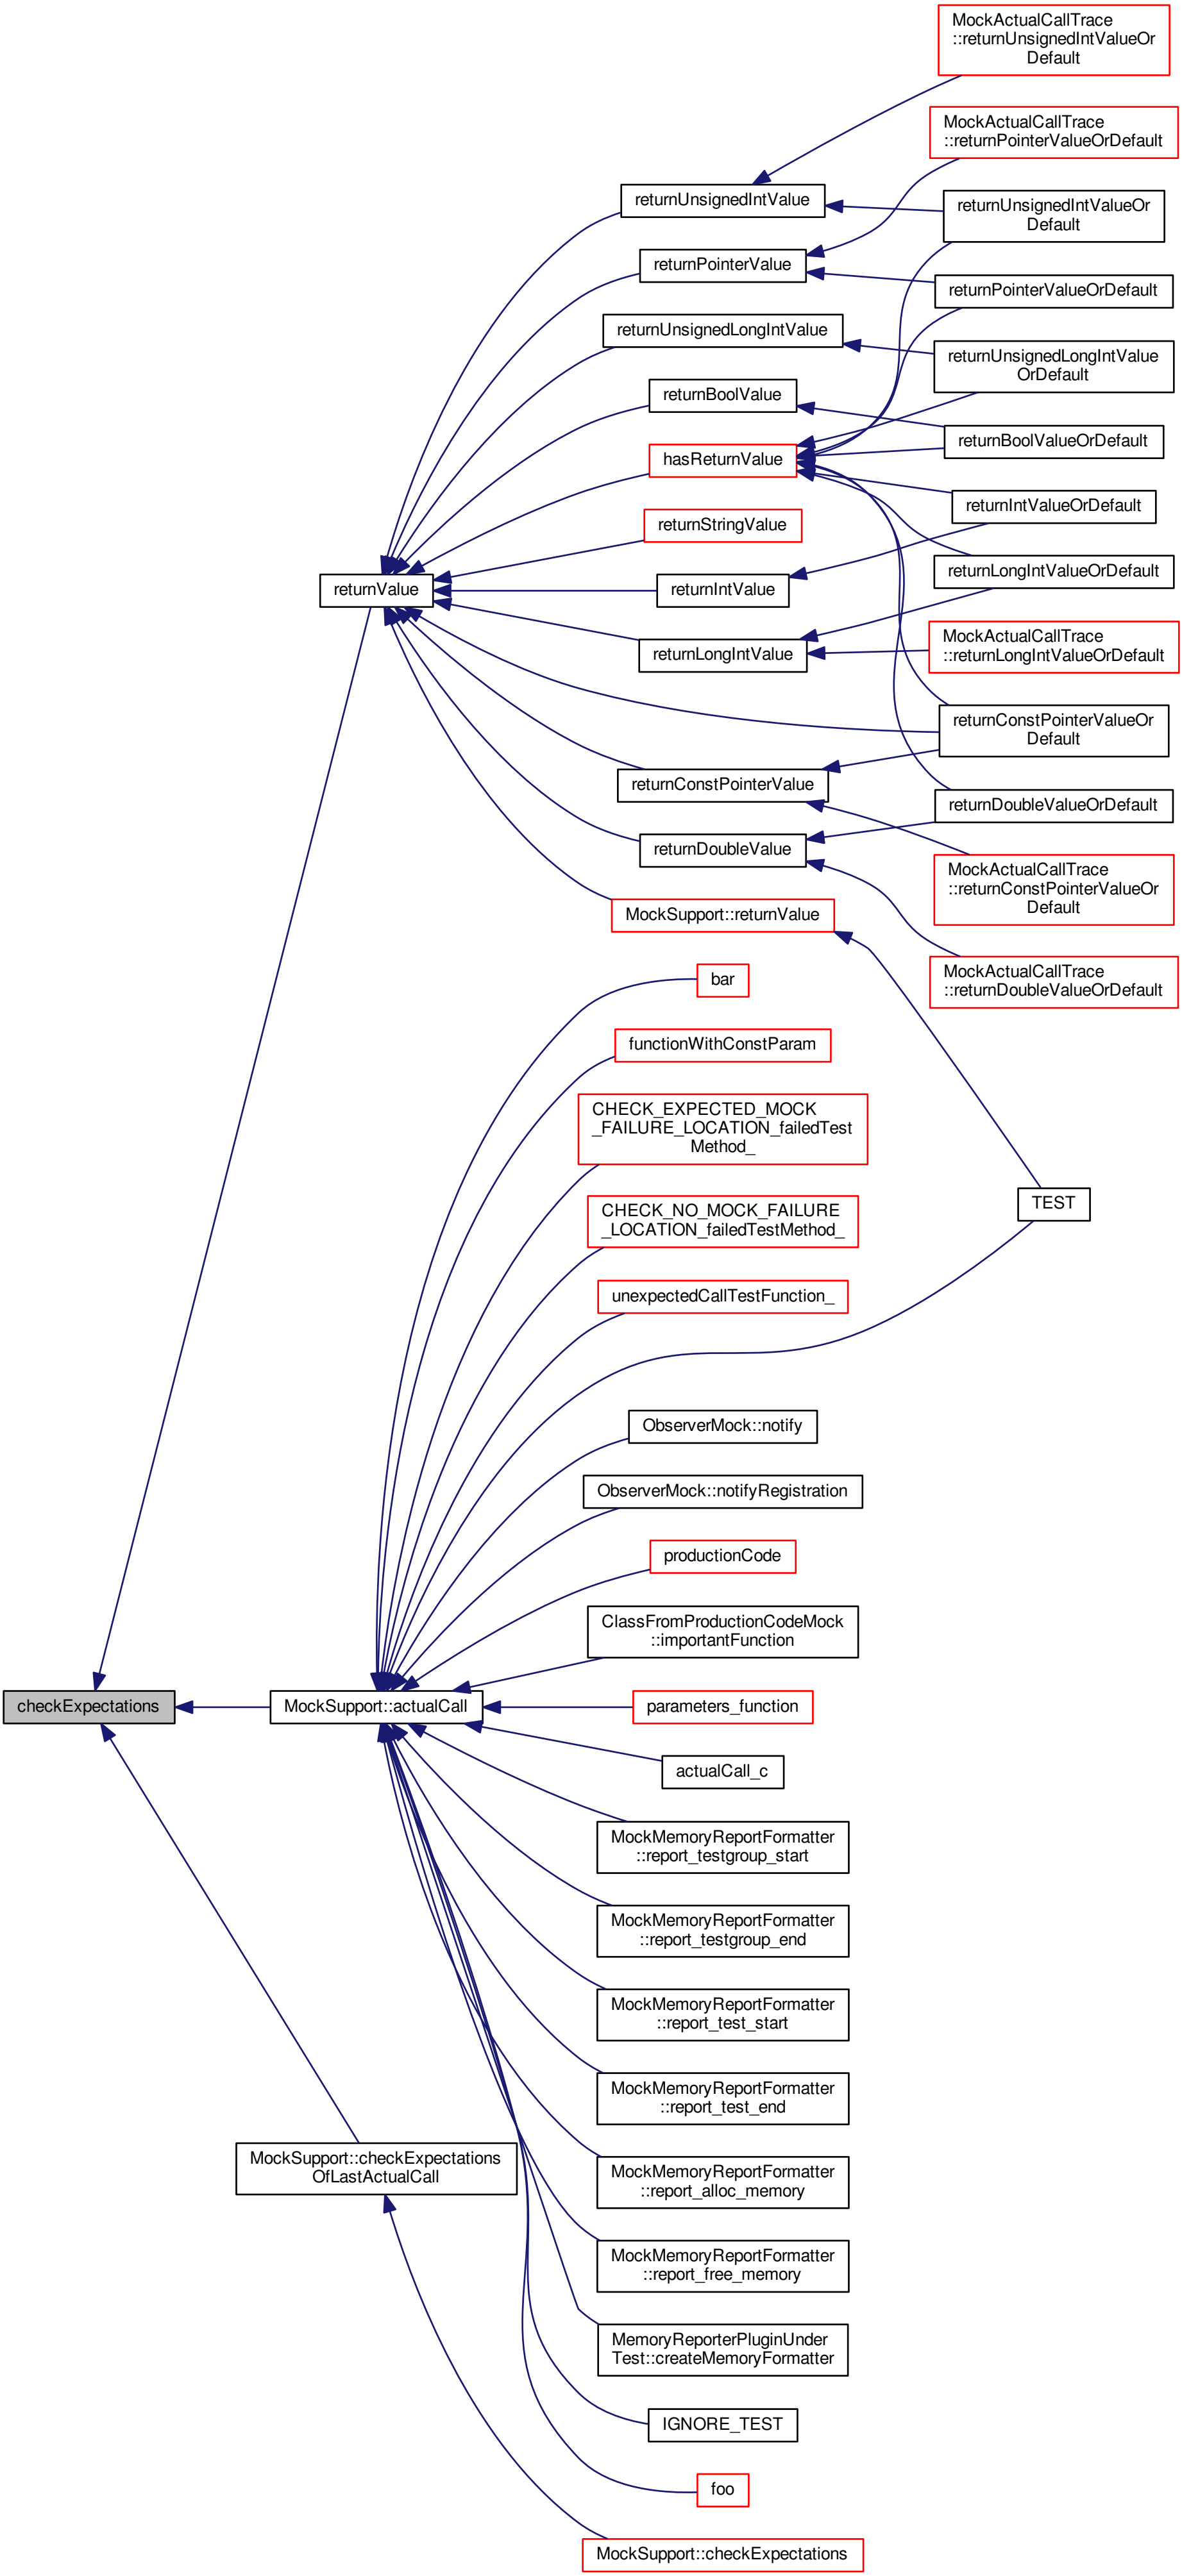 MockActualCallTrace
::returnUnsignedIntValueOr
Default
MockActualCallTrace
::returnPointerValueOrDefault
returnUnsignedIntValue
returnUnsignedIntValueOr
Default
returnPointerValue
returnPointerValueOrDefault
returnUnsignedLongIntValue
returnUnsignedLongIntValue
OrDefault
returnBoolValue
returnBoolValueOrDefault
hasReturnValue
returnIntValueOrDefault
returnStringValue
returnLongIntValueOrDefault
returnValue
returnIntValue
MockActualCallTrace
::returnLongIntValueOrDefault
returnLongIntValue
returnConstPointerValueOr
Default
returnConstPointerValue
returnDoubleValueOrDefault
returnDoubleValue
MockActualCallTrace
::returnConstPointerValueOr
Default
MockSupport::returnValue
MockActualCallTrace
::returnDoubleValueOrDefault
bar
functionWithConstParam
CHECK_EXPECTED_MOCK
_FAILURE_LOCATION_failedTest
Method_
CHECK_NO_MOCK_FAILURE
_LOCATION_failedTestMethod_
TEST
unexpectedCallTestFunction_
ObserverMock::notify
ObserverMock::notifyRegistration
productionCode
ClassFromProductionCodeMock
::importantFunction
checkExpectations
MockSupport::actualCall
parameters_function
actualCall_c
MockMemoryReportFormatter
::report_testgroup_start
MockMemoryReportFormatter
::report_testgroup_end
MockMemoryReportFormatter
::report_test_start
MockMemoryReportFormatter
::report_test_end
MockSupport::checkExpectations
OfLastActualCall
MockMemoryReportFormatter
::report_alloc_memory
MockMemoryReportFormatter
::report_free_memory
MemoryReporterPluginUnder
Test::createMemoryFormatter
IGNORE_TEST
foo
MockSupport::checkExpectations